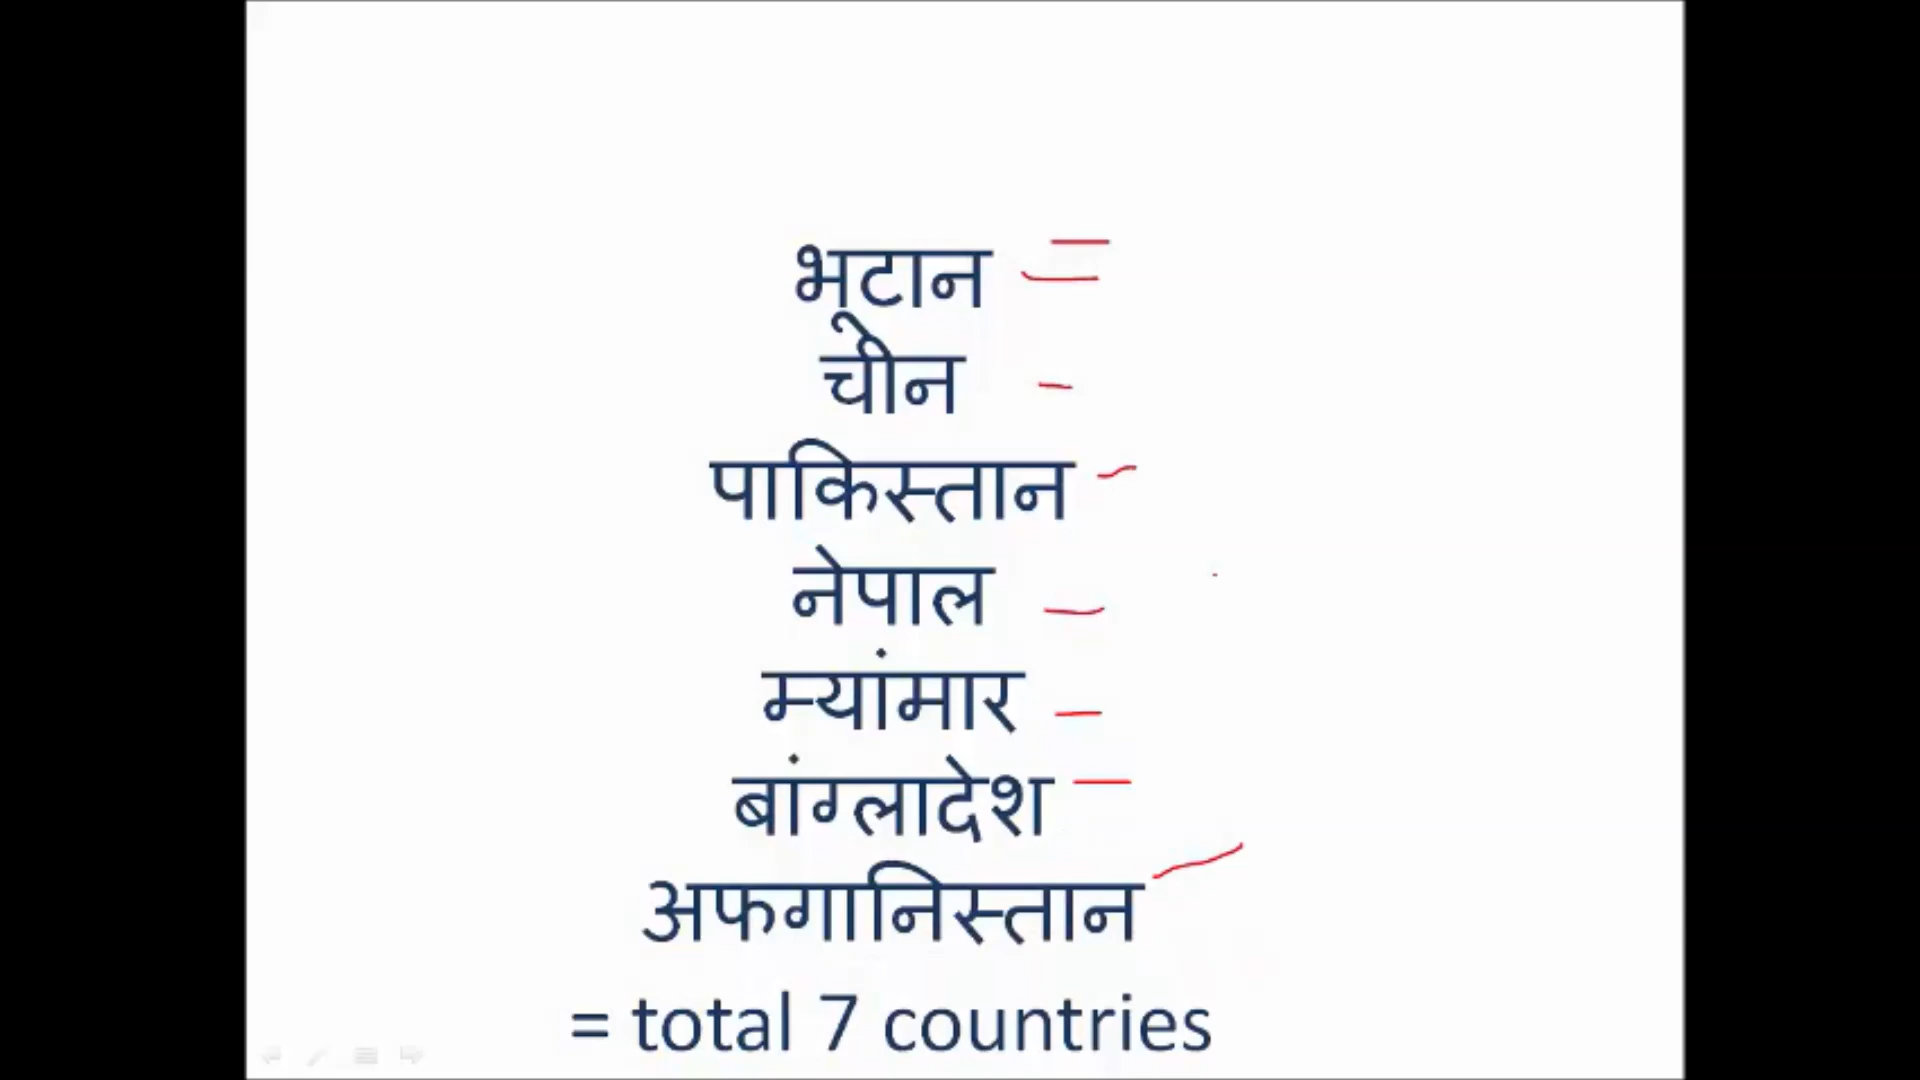 भूटान
चीन
पाकिस्तान
नेपाल
म्यांमार
बांग्लादेश
अफगानिस्तान
= total 7 countries